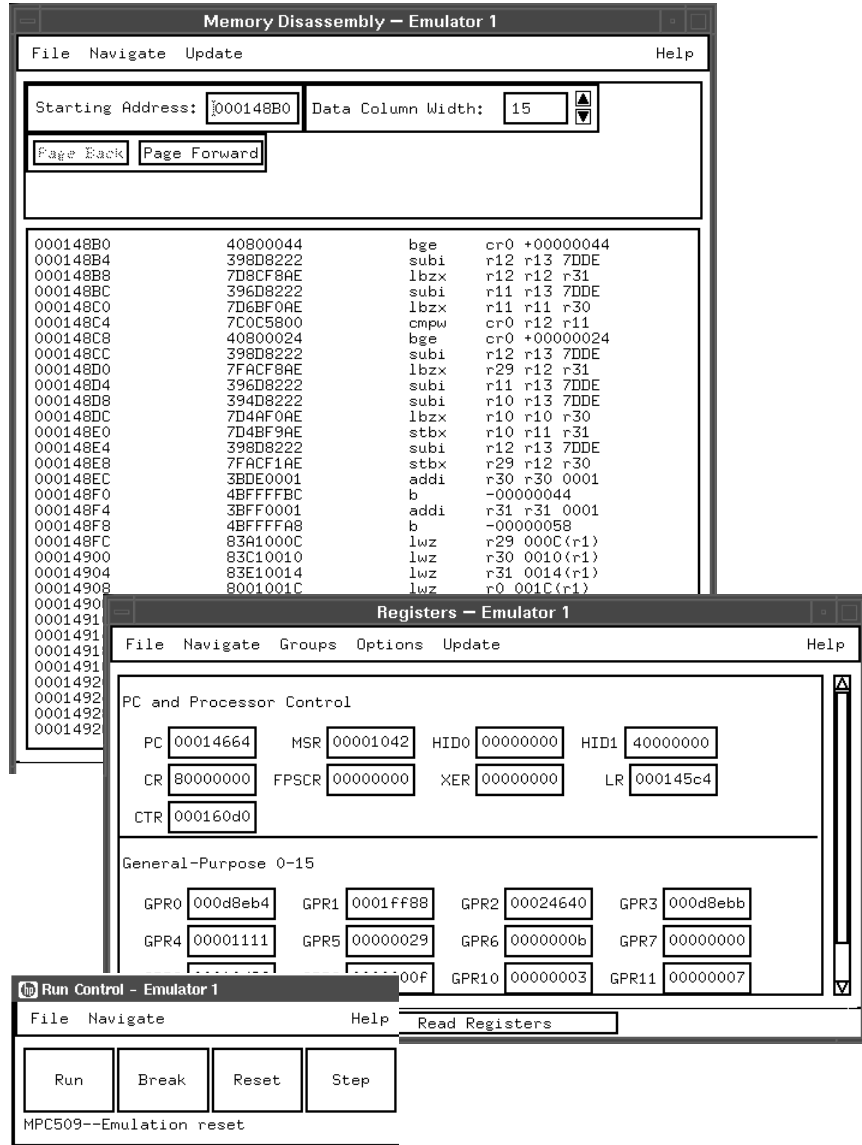 Memory Disassembly — Emulator 1
File Navigate Update Help
Starting Address: 000148B0 Data Column Width: 15
Page Back Page Forward
000148B0 40800044 bge cr0 +00000044
000148B4 398D8222 subi r12 r13 7DDE
000148B8 7D8CF8AE lbzx r12 r12 r31
000148BC 396D8222 subi r11 r13 7DDE
000148C0 7D6BF0AE lbzx r11 r11 r30
000148C4 7C0C5800 cmpw cr0 r12 r11
000148C8 40800024 bge cr0 +00000024
000148CC 398D8222 subi r12 r13 7DDE
000148D0 7FACF8AE lbzx r29 r12 r31
000148D4 396D8222 subi r11 r13 7DDE
000148D8 394D8222 subi r10 r13 7DDE
000148DC 7D4AF0AE lbzx r10 r10 r30
000148E0 7D4BF9AE stbx r10 r11 r31
000148E4 398D8222 subi r12 r13 7DDE
000148E8 7FACF1AE stbx r29 r12 r30
000148EC 3BDE0001 addi r30 r30 0001
000148F0 4BFFFFBC b -00000044
000148F4 3BFF0001 addi r31 r31 0001
000148F8 4BFFFFA8 b -00000058
000148FC 83A1000C lwz r29 000C(r1)
00014900 83C10010 lwz r30 0010(r1)
00014904 83E10014 lwz r31 0014(r1)
00014908 8001001C lwz r0 001C(r1)
0001490
0001491
0001491
0001491
0001491
0001492
0001492
0001492
0001492
Registers — Emulator 1
File Navigate Groups Options Update Help
PC and Processor Control
PC 00014664 MSR 00001042 HID0 00000000 HID1 40000000
CR 80000000 FPSCR 00000000 XER 00000000 LR 000145c4
CTR 000160d0
General-Purpose 0-15
GPR0 000d8eb4 GPR1 0001ff88 GPR2 00024640 GPR3 000d8ebb
GPR4 00001111 GPR5 00000029 GPR6 0000000b GPR7 00000000
GPR10 00000003 GPR11 00000007
Read Registers
hp Run Control - Emulator 1
File Navigate Help
Run Break Reset Step
MPC509--Emulation reset